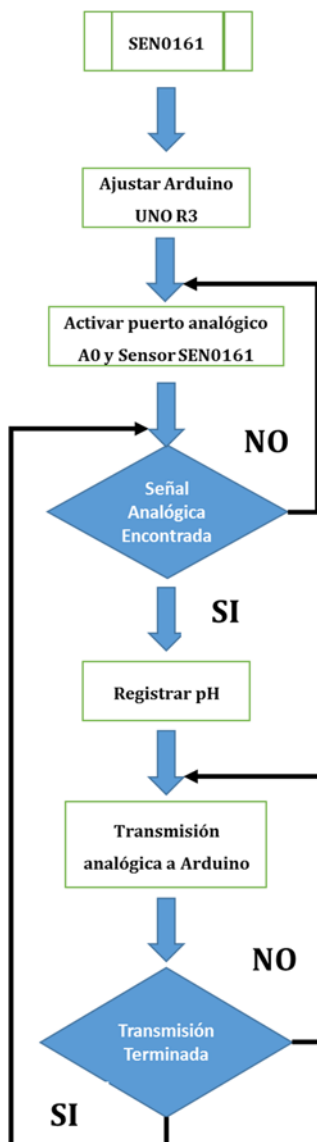 SEN0161
Ajustar Arduino
UNO R3
Activar puerto analógico
A0 y Sensor SEN0161
NO
Señal
Analógica
Encontrada
SI
Registrar pH
Transmisión
analógica a Arduino
NO
Transmisión
Terminada
SI